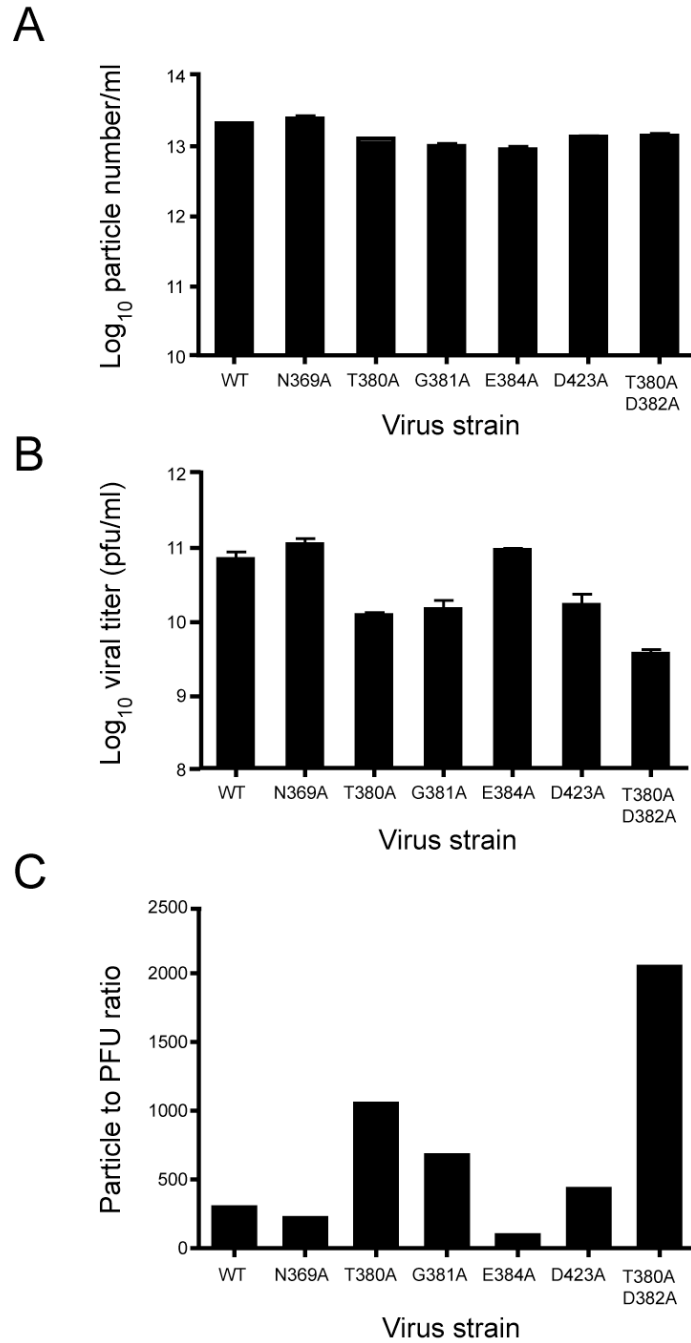 A
Log10 particle number/ml
14
13
12
11
10
WT N369A T380A G381A E384A D423A T380A
D382A
Virus strain
B
Log10 viral titer (pfu/ml)
12
11
10
9
8
WT N369A T380A G381A E384A D423A T380A
D382A
Virus strain
C
Particle to PFU ratio
2500
2000
1500
1000
500
0
WT N369A T380A G381A E384A D423A T380A
D382A
Virus strain